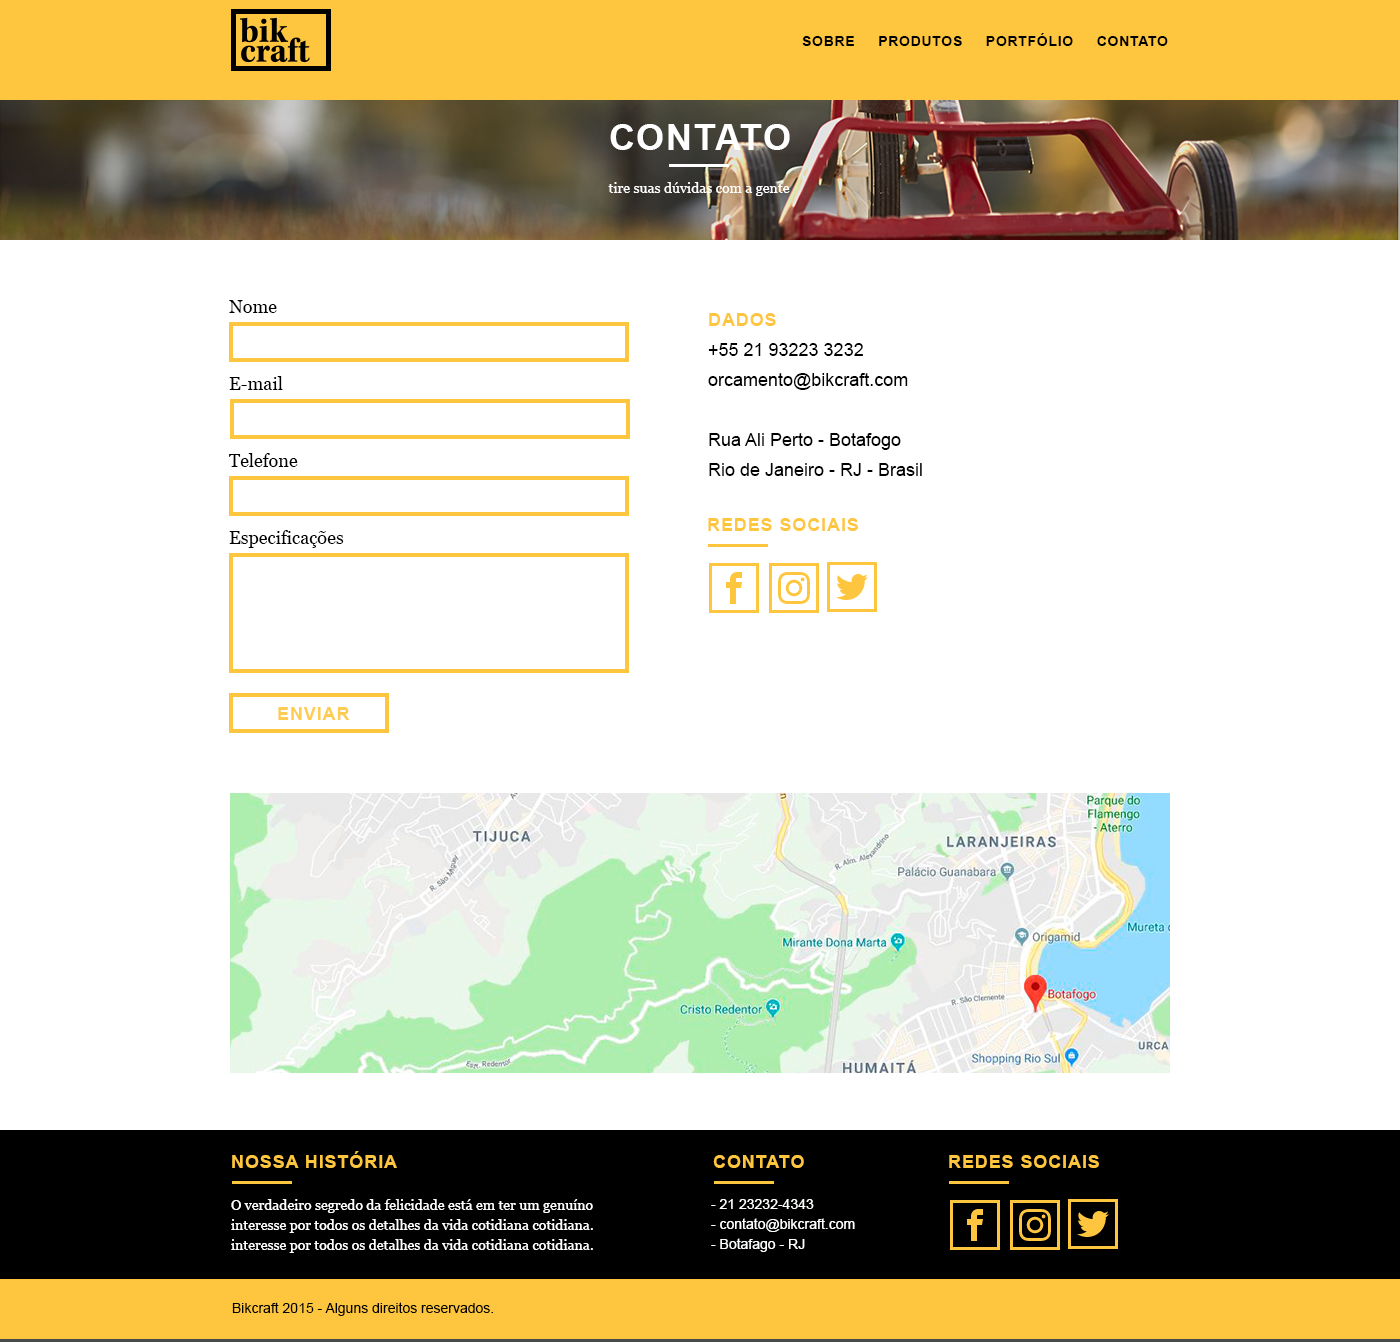 bik
craft
SOBRE PRODUTOS PORTFÓLIO CONTATO
CONTATO
tire suas dúvidas com a gente
Nome
E-mail
Telefone
Especificações
ENVIAR
DADOS
+55 21 93223 3232
orcamento@bikcraft.com
Rua Ali Perto - Botafogo
Rio de Janeiro - RJ - Brasil
REDES SOCIAIS
Parque do
Flamengo
- Aterro
TIJUCA
LARANJEIRAS
R. Alm. Alexandrino
R. São Miguel
Palácio Guanabara
Mureta d
Origamid
Mirante Dona Marta
Botafogo
R. São Clemente
Cristo Redentor
URCA
Shopping Rio Sul
Estr. Redentor
HUMAITÁ
NOSSA HISTÓRIA
O verdadeiro segredo da felicidade está em ter um genuíno
interesse por todos os detalhes da vida cotidiana cotidiana.
interesse por todos os detalhes da vida cotidiana cotidiana.
CONTATO
- 21 23232-4343
- contato@bikcraft.com
- Botafago - RJ
REDES SOCIAIS
Bikcraft 2015 - Alguns direitos reservados.